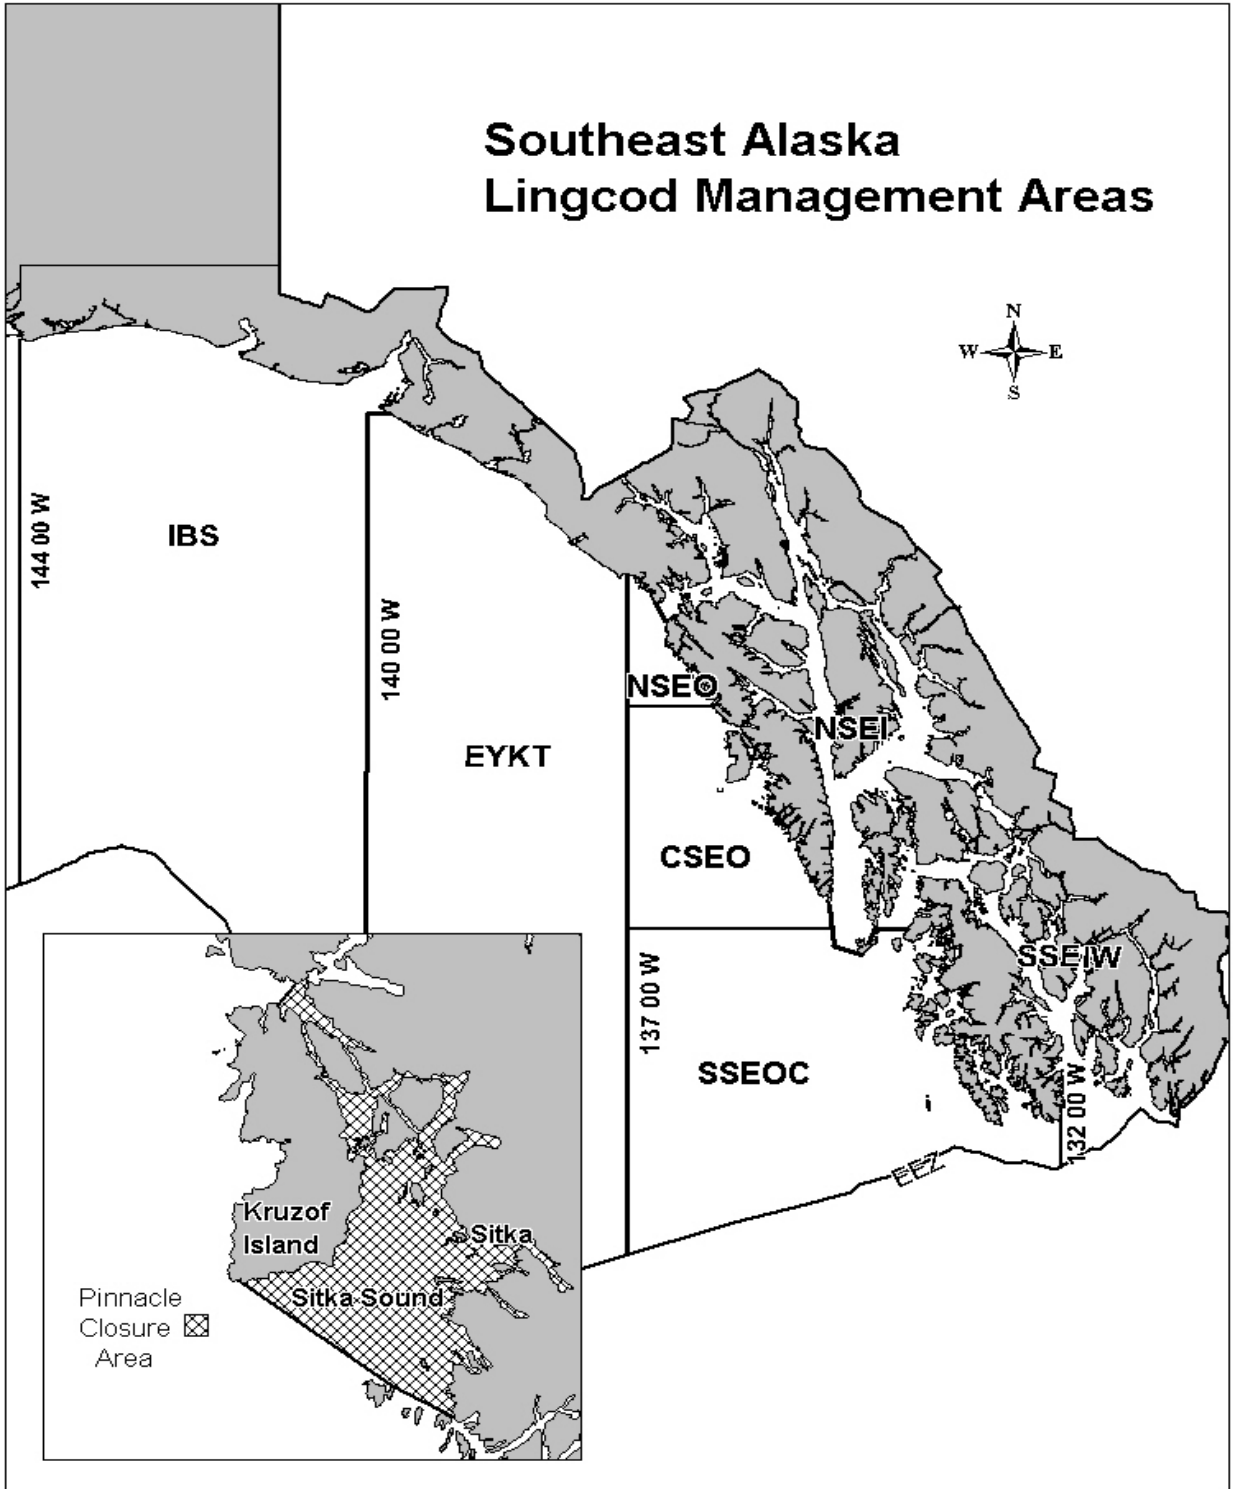 Southeast Alaska
Lingcod Management Areas
N
W E
S
144 00 W
IBS
140 00 W
NSEO
NSEI
EYKT
CSEO
137 00 W
SSEIW
SSEOC
132 00 W
EEZ
Kruzof
Island
Sitka
Sitka Sound
Pinnacle
Closure
Area